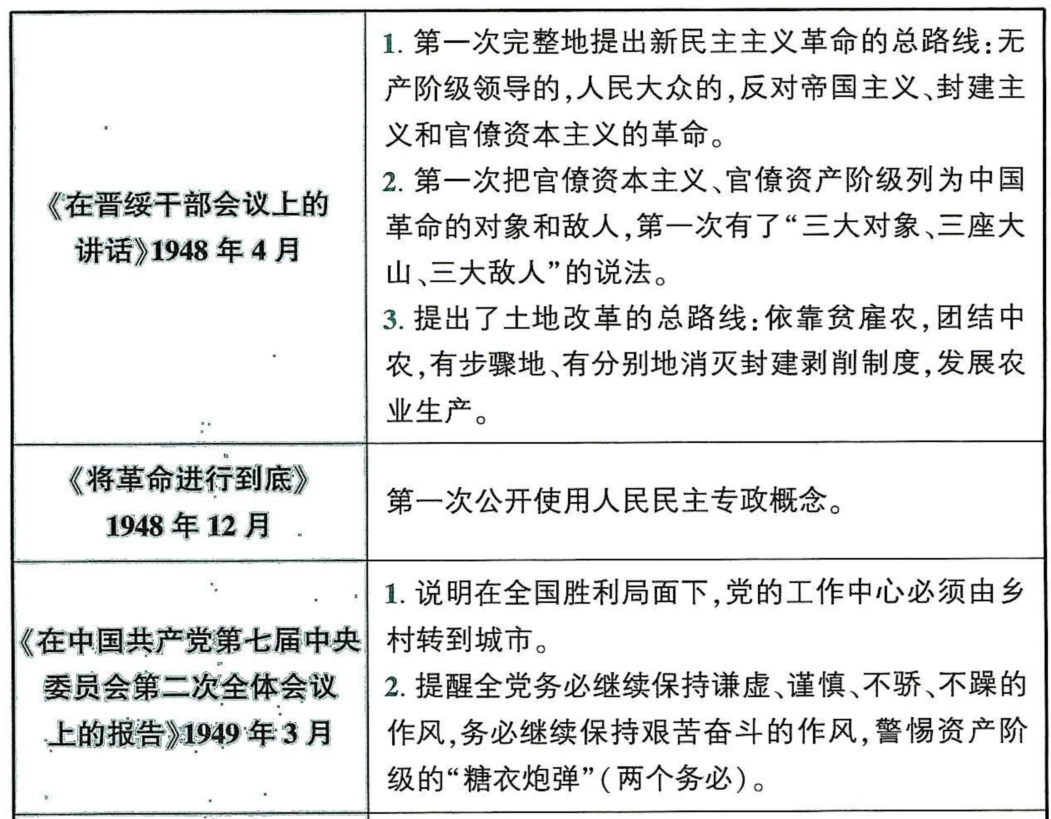 《在晋绥干部会议上的
讲话》1948 年 4 月
1. 第一次完整地提出新民主主义革命的总路线:无
产阶级领导的,人民大众的,反对帝国主义、封建主
义和官僚资本主义的革命。
2. 第一次把官僚资本主义、官僚资产阶级列为中国
革命的对象和敌人,第一次有了“三大对象、三座大
山、三大敌人”的说法。
3. 提出了土地改革的总路线:依靠贫雇农,团结中
农,有步骤地、有分别地消灭封建剥削制度,发展农
业生产。
《将革命进行到底》
1948 年 12 月
第一次公开使用人民民主专政概念。
《在中国共产党第七届中央
委员会第二次全体会议
上的报告》1949 年 3 月
1. 说明在全国胜利局面下,党的工作中心必须由乡
村转到城市。
2. 提醒全党务必继续保持谦虚、谨慎、不骄、不躁的
作风,务必继续保持艰苦奋斗的作风,警惕资产阶
级的“糖衣炮弹”(两个务必)。